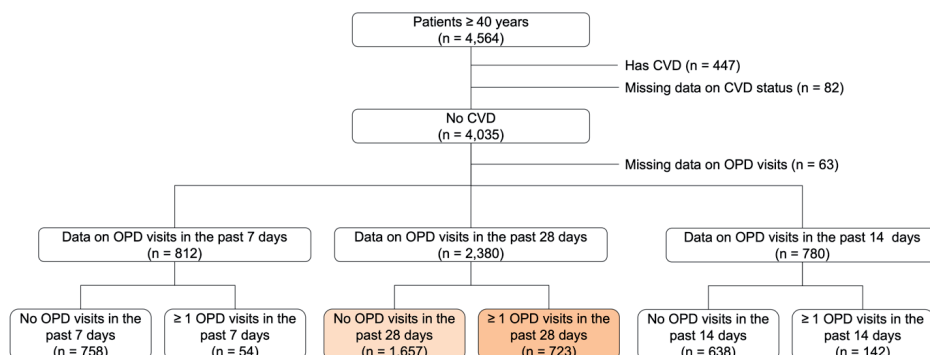 Patients ≥ 40 years
(n = 4,564)
Has CVD (n = 447)
Missing data on CVD status (n = 82)
No CVD
(n = 4,035)
Missing data on OPD visits (n = 63)
Data on OPD visits in the past 7 days
(n = 812)
Data on OPD visits in the past 28 days
(n = 2,380)
Data on OPD visits in the past 14 days
(n = 780)
No OPD visits in the
past 7 days
(n = 758)
≥ 1 OPD visits in the
past 7 days
(n = 54)
No OPD visits in the
past 28 days
(n = 1,657)
≥ 1 OPD visits in the
past 28 days
(n = 723)
No OPD visits in the
past 14 days
(n = 638)
≥ 1 OPD visits in the
past 14 days
(n = 142)